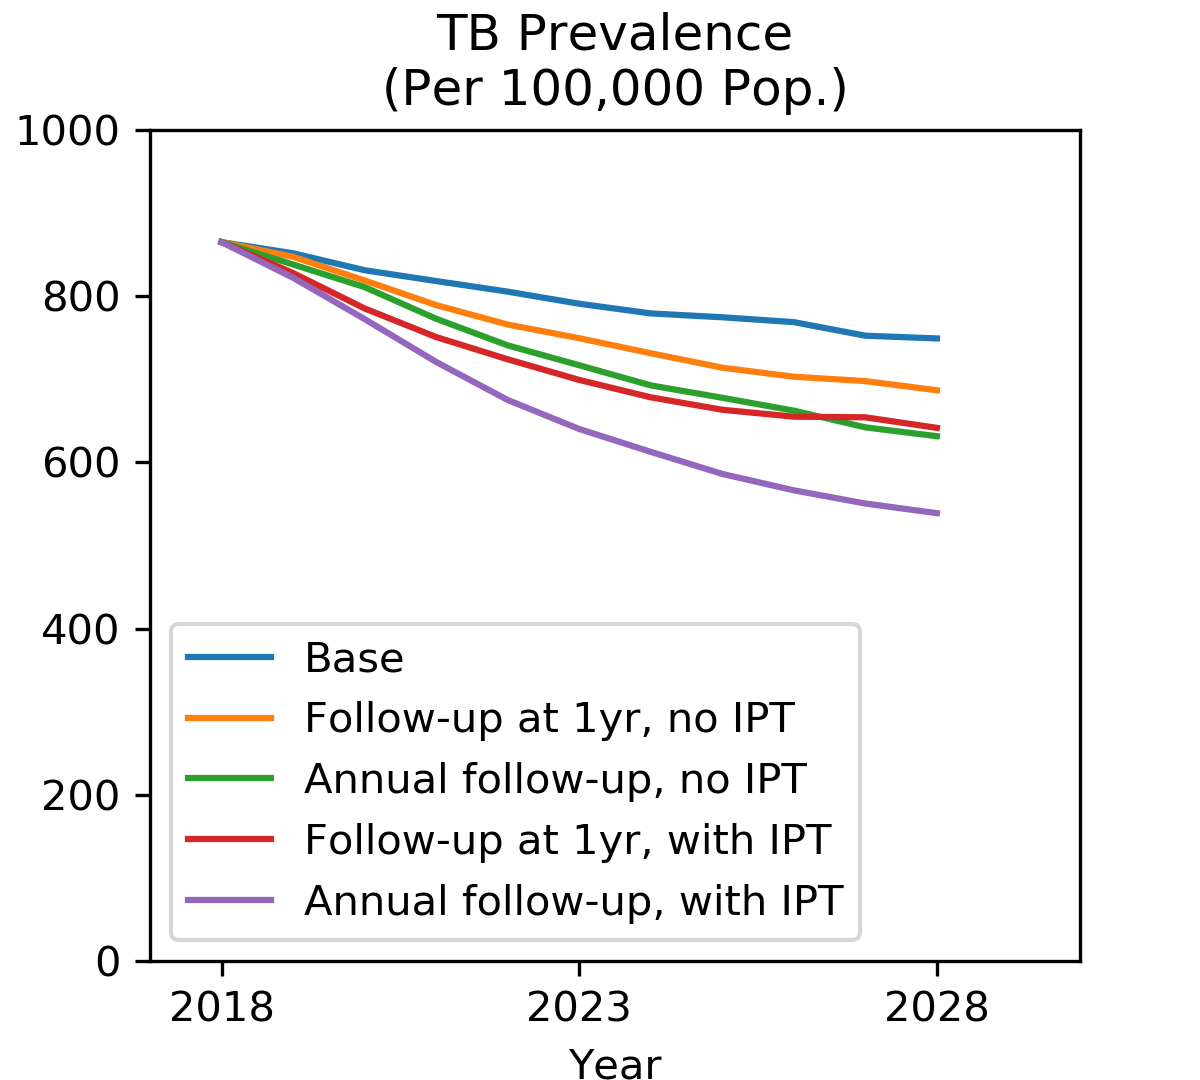 TB Prevalence
(Per 100,000 Pop.)
1000
800
600
400
200
0
Base
Follow-up at 1yr, no IPT
Annual follow-up, no IPT
Follow-up at 1yr, with IPT
Annual follow-up, with IPT
2018 2023 2028
Year